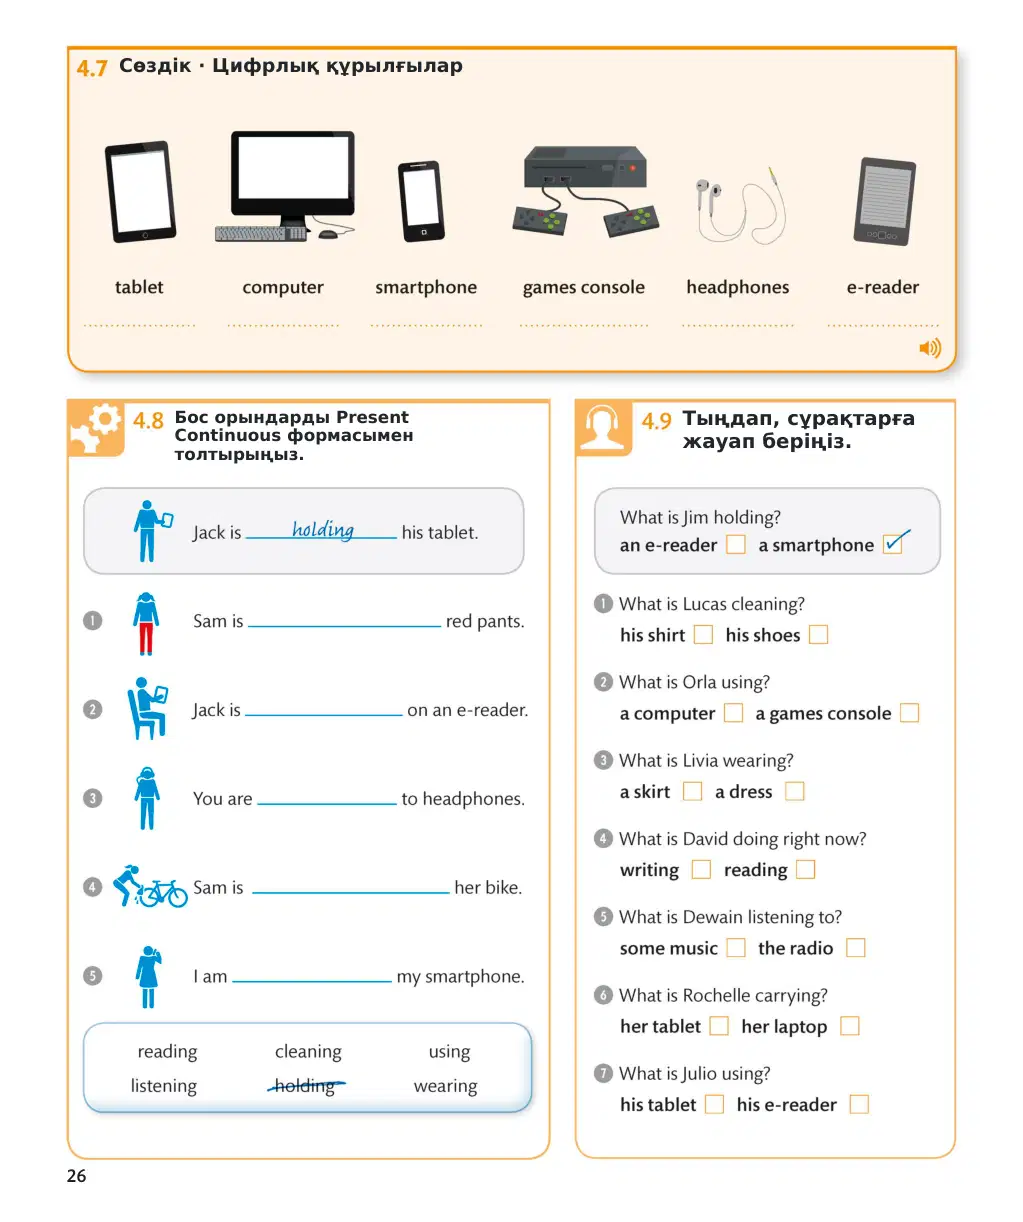 4.7 Сөздік · Цифрлық құрылғылар
tablet computer smartphone games console headphones e-reader
4.8 Бос орындарды Present
Continuous формасымен
толтырыңыз.
Jack is holding his tablet.
1 Sam is red pants.
2 Jack is on an e-reader.
3 You are to headphones.
4 Sam is her bike.
5 I am my smartphone.
reading cleaning using
listening holding wearing
4.9 Тыңдап, сұрақтарға
жауап беріңіз.
What is Jim holding?
an e-reader a smartphone
1 What is Lucas cleaning?
his shirt his shoes
2 What is Orla using?
a computer a games console
3 What is Livia wearing?
a skirt a dress
4 What is David doing right now?
writing reading
5 What is Dewain listening to?
some music the radio
6 What is Rochelle carrying?
her tablet her laptop
7 What is Julio using?
his tablet his e-reader
26